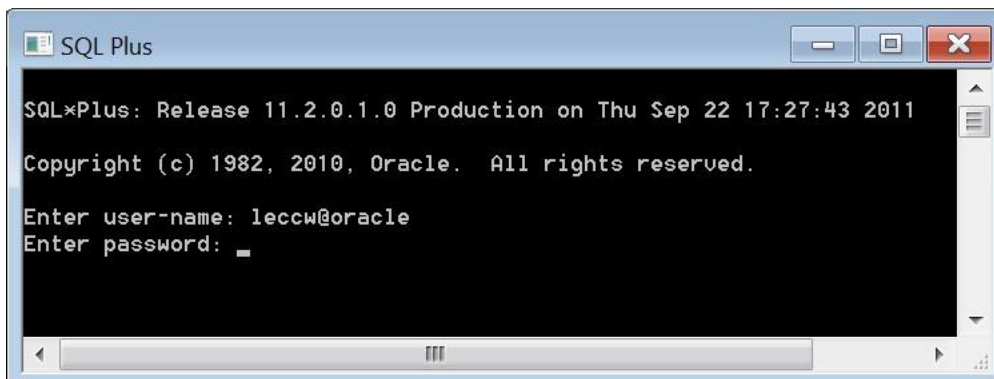 SQL Plus
SQL*Plus: Release 11.2.0.1.0 Production on Thu Sep 22 17:27:43 2011
Copyright (c) 1982, 2010, Oracle.  All rights reserved.
Enter user-name: leccw@oracle
Enter password: _